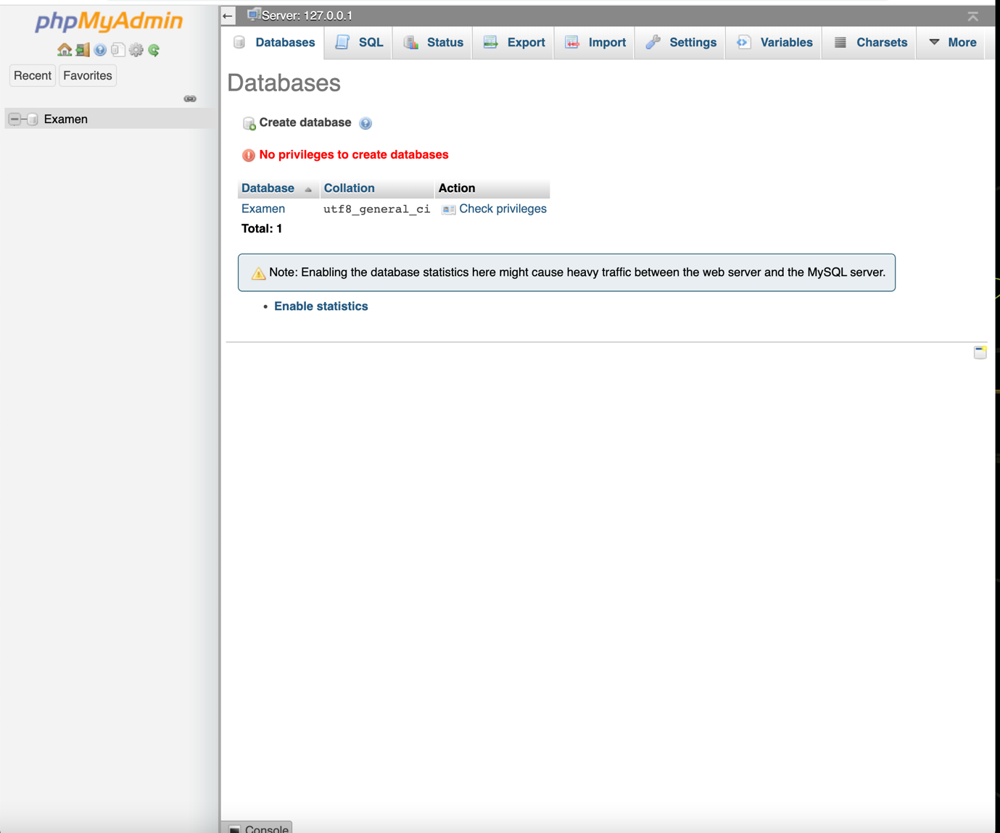 phpMyAdmin
Recent Favorites
Examen
Server: 127.0.0.1
Databases SQL Status Export Import Settings Variables Charsets More
Databases
Create database
No privileges to create databases
Database Collation Action
Examen utf8_general_ci Check privileges
Total: 1
Note: Enabling the database statistics here might cause heavy traffic between the web server and the MySQL server.
• Enable statistics
Console